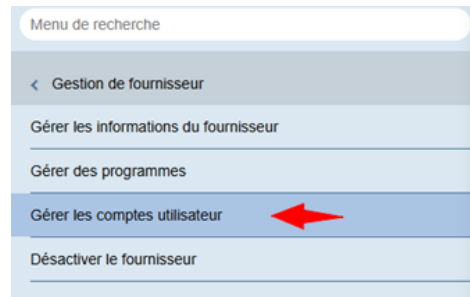 Menu de recherche
Gestion de fournisseur
Gérer les informations du fournisseur
Gérer des programmes
Gérer les comptes utilisateur
Désactiver le fournisseur